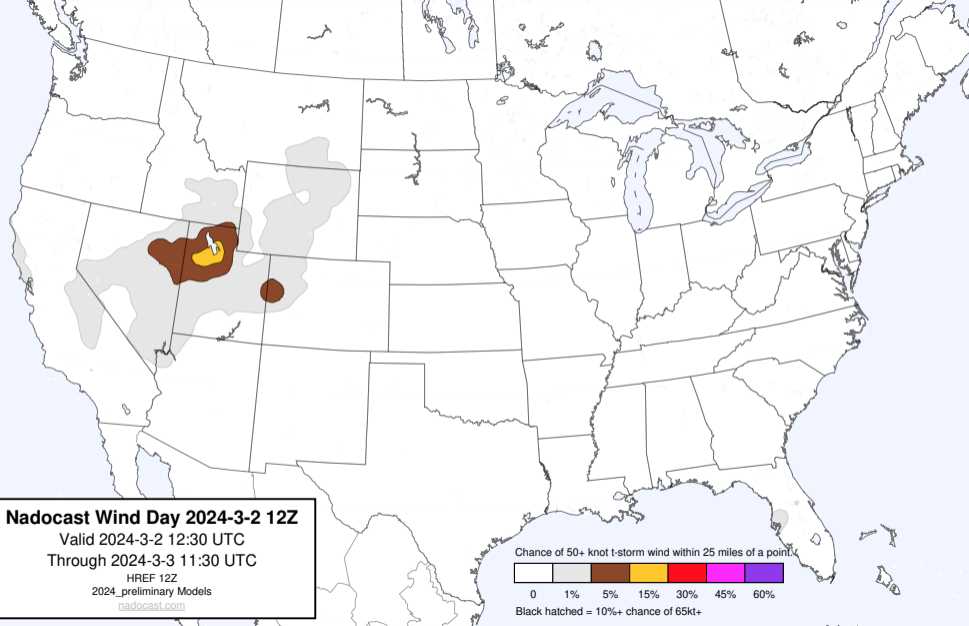 Nadocast Wind Day 2024-3-2 12Z
Valid 2024-3-2 12:30 UTC
Through 2024-3-3 11:30 UTC
HREF 12Z
2024_preliminary Models
nadocast.com
Chance of 50+ knot t-storm wind within 25 miles of a point.
0 1% 5% 15% 30% 45% 60%
Black hatched = 10%+ chance of 65kt+